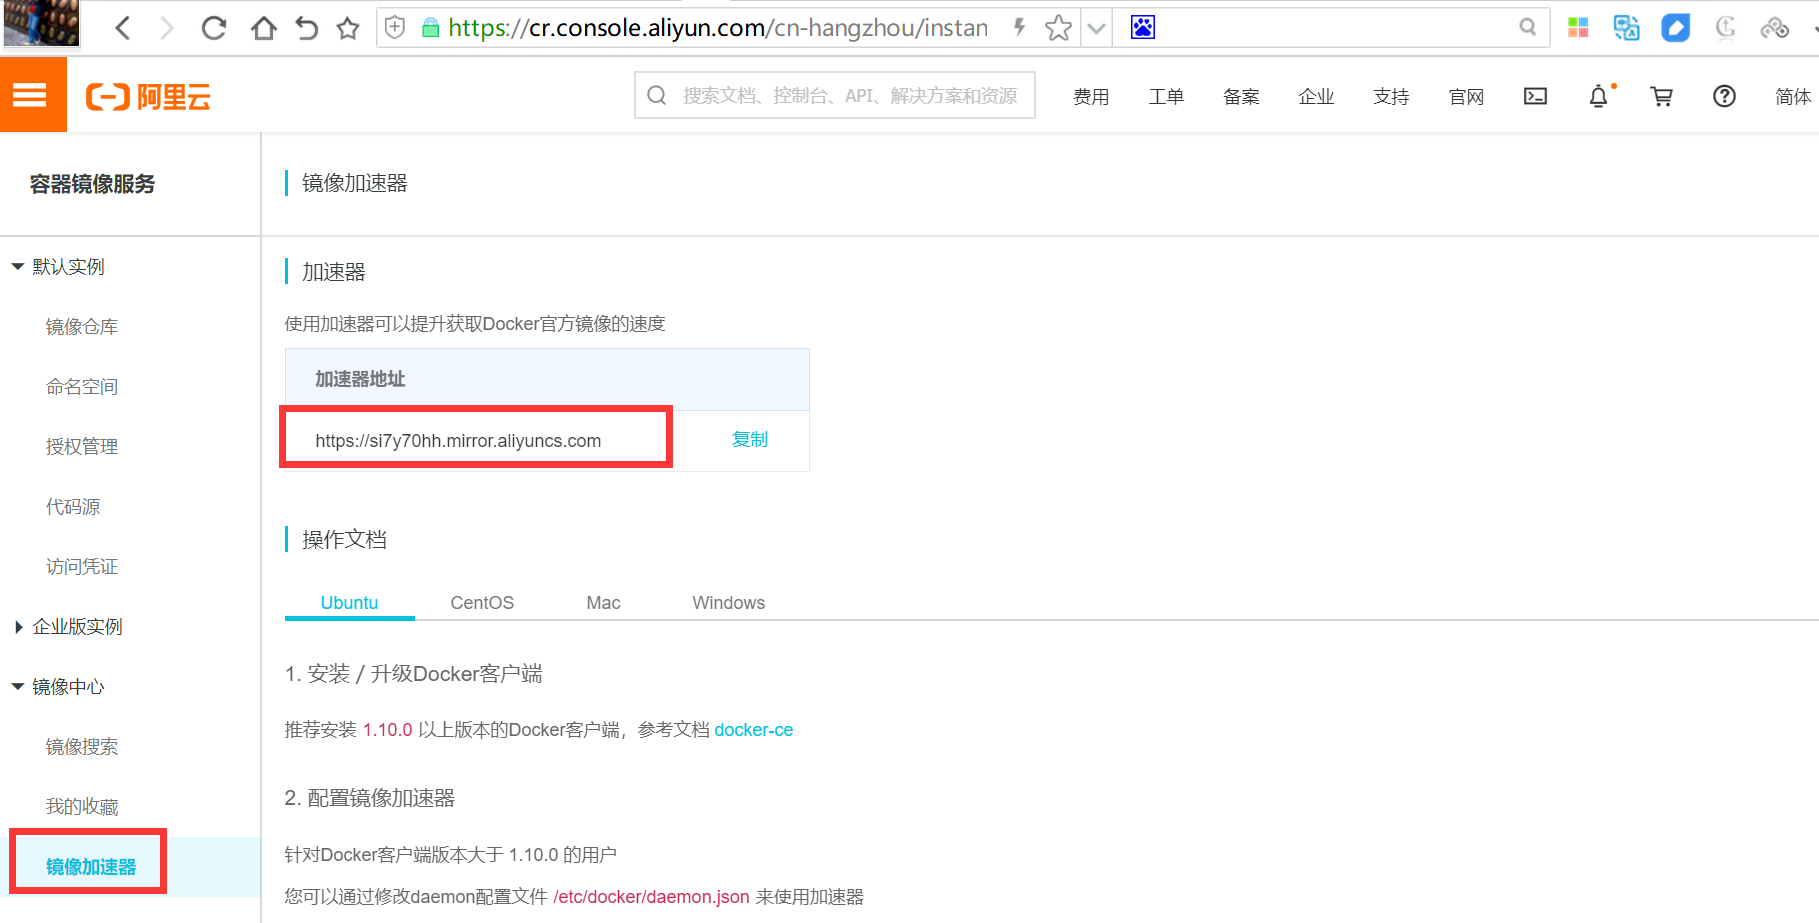 https://cr.console.aliyun.com/cn-hangzhou/instan
阿里云
搜索文档、控制台、API、解决方案和资源
费用
工单
备案
企业
支持
官网
简体
容器镜像服务
默认实例
镜像仓库
命名空间
授权管理
代码源
访问凭证
企业版实例
镜像中心
镜像搜索
我的收藏
镜像加速器
镜像加速器
加速器
使用加速器可以提升获取Docker官方镜像的速度
加速器地址
https://si7y70hh.mirror.aliyuncs.com
复制
操作文档
Ubuntu
CentOS
Mac
Windows
1. 安装 / 升级Docker客户端
推荐安装 1.10.0 以上版本的Docker客户端，参考文档 docker-ce
2. 配置镜像加速器
针对Docker客户端版本大于 1.10.0 的用户
您可以通过修改daemon配置文件 /etc/docker/daemon.json 来使用加速器